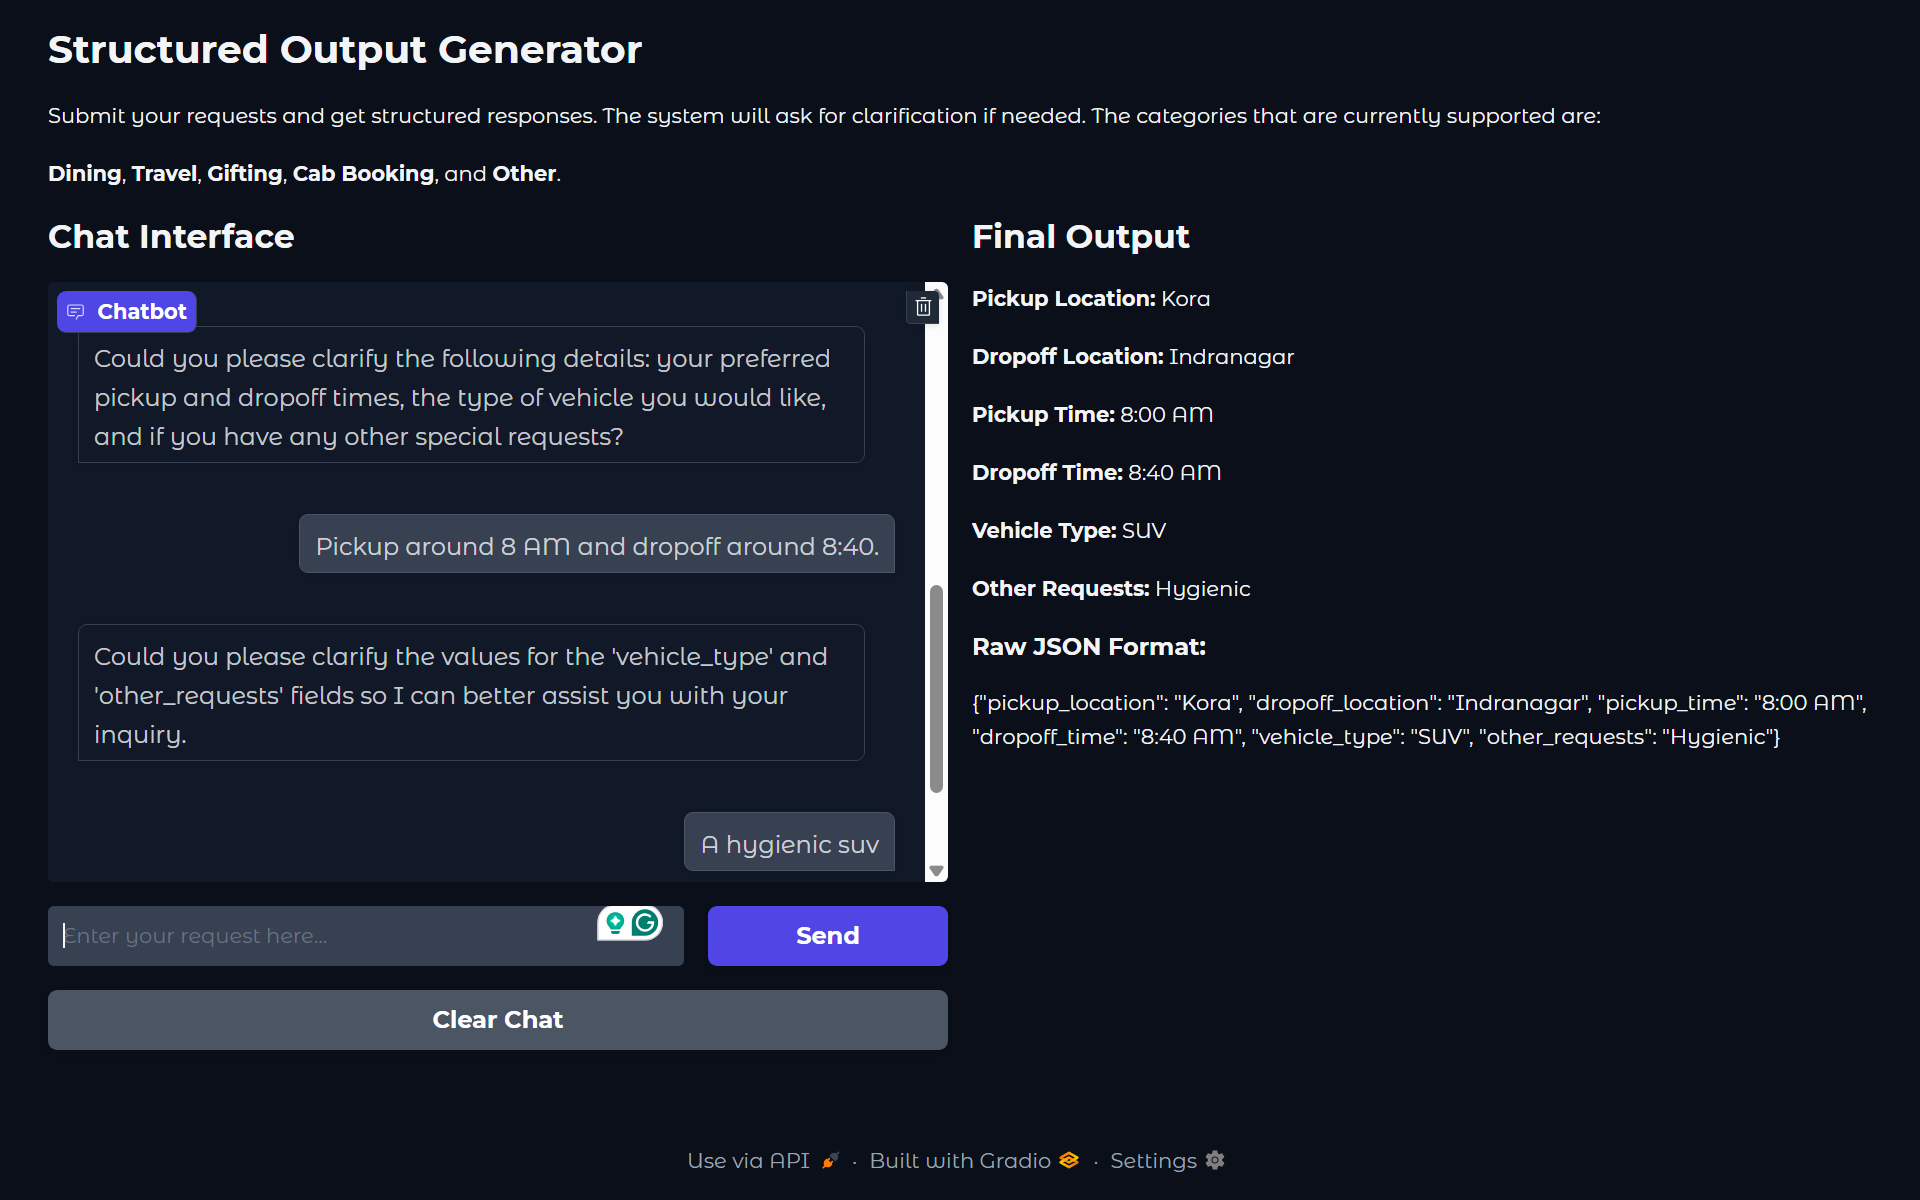 Structured Output Generator
Submit your requests and get structured responses. The system will ask for clarification if needed. The categories that are currently supported are:
Dining, Travel, Gifting, Cab Booking, and Other.
Chat Interface
Chatbot
Could you please clarify the following details: your preferred
pickup and dropoff times, the type of vehicle you would like,
and if you have any other special requests?
Pickup around 8 AM and dropoff around 8:40.
Could you please clarify the values for the 'vehicle_type' and
'other_requests' fields so I can better assist you with your
inquiry.
A hygienic suv
Enter your request here...
Send
Clear Chat
Final Output
Pickup Location: Kora
Dropoff Location: Indranagar
Pickup Time: 8:00 AM
Dropoff Time: 8:40 AM
Vehicle Type: SUV
Other Requests: Hygienic
Raw JSON Format:
{"pickup_location": "Kora", "dropoff_location": "Indranagar", "pickup_time": "8:00 AM",
"dropoff_time": "8:40 AM", "vehicle_type": "SUV", "other_requests": "Hygienic"}
Use via API · Built with Gradio · Settings